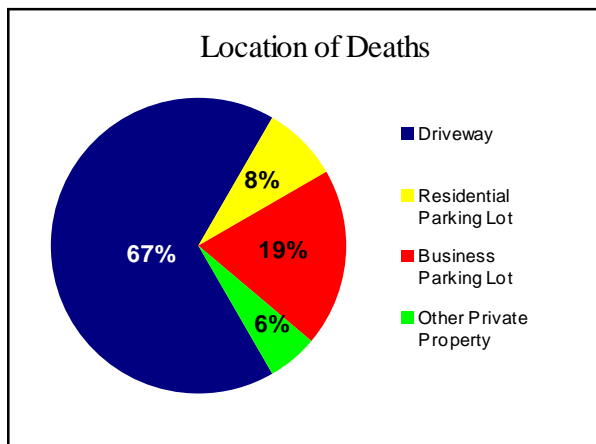 Location of Deaths
8%
67%
19%
6%
Driveway
Residential
Parking Lot
Business
Parking Lot
Other Private
Property